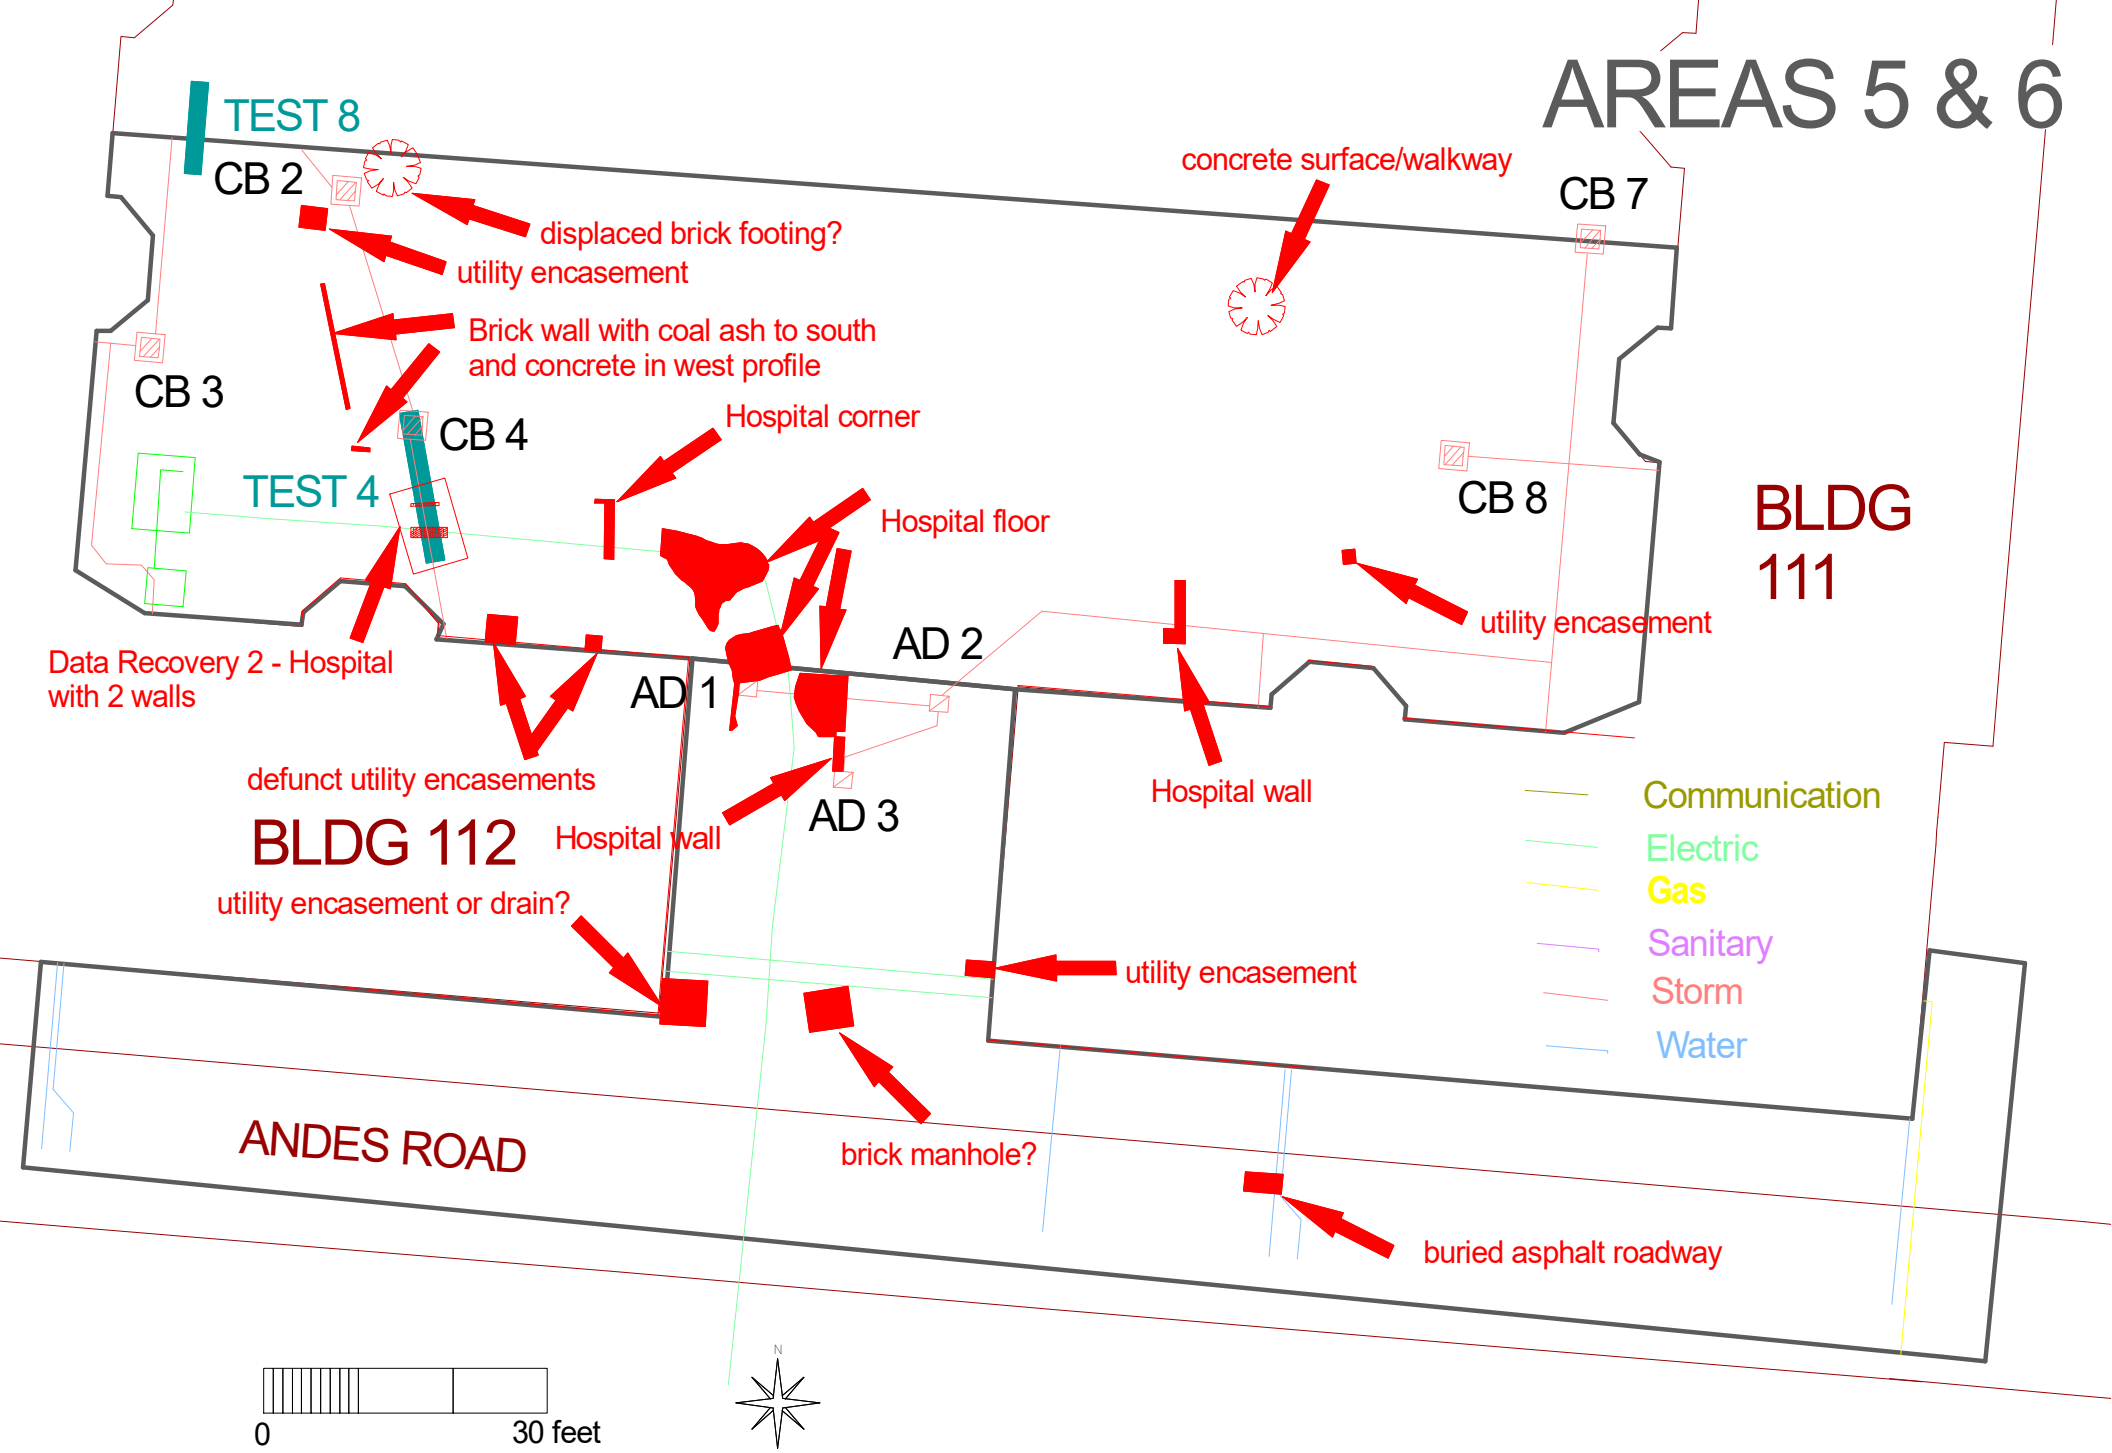 AREAS 5 & 6
TEST 8
concrete surface/walkway
CB 2
CB 7
displaced brick footing?
utility encasement
Brick wall with coal ash to south
and concrete in west profile
CB 3
Hospital corner
CB 4
TEST 4
CB 8
Hospital floor
BLDG
111
utility encasement
AD 2
Data Recovery 2 - Hospital
with 2 walls
AD 1
defunct utility encasements
Hospital wall
Communication
AD 3
BLDG 112
Hospital wall
Electric
Gas
utility encasement or drain?
Sanitary
utility encasement
Storm
Water
ANDES ROAD
brick manhole?
buried asphalt roadway
N
0
30 feet